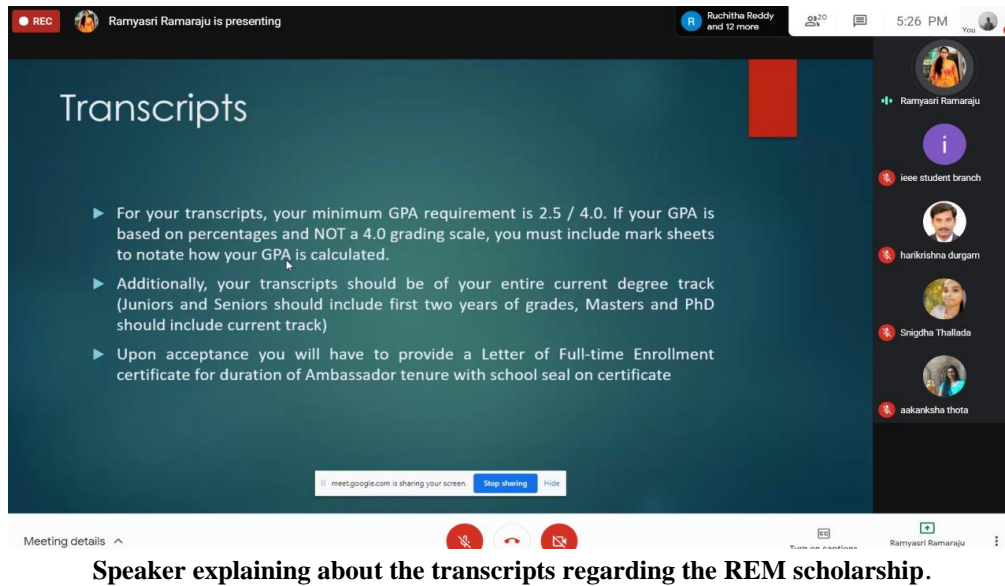 REC
Ramyasri Ramaraju is presenting
R
Ruchitha Reddy
and 12 more
20
5:26 PM
You
Transcripts
For your transcripts, your minimum GPA requirement is 2.5 / 4.0. If your GPA is
based on percentages and NOT a 4.0 grading scale, you must include mark sheets
to notate how your GPA is calculated.
Additionally, your transcripts should be of your entire current degree track
(Juniors and Seniors should include first two years of grades, Masters and PhD
should include current track)
Upon acceptance you will have to provide a Letter of Full-time Enrollment
certificate for duration of Ambassador tenure with school seal on certificate
Ramyasri Ramaraju
i
ieee student branch
harikrishna durgam
Snigdha Thallada
aakanksha thota
meet.google.com is sharing your screen. Stop sharing Hide
Meeting details
Turn on captions
Ramyasri Ramaraju
Speaker explaining about the transcripts regarding the REM scholarship.